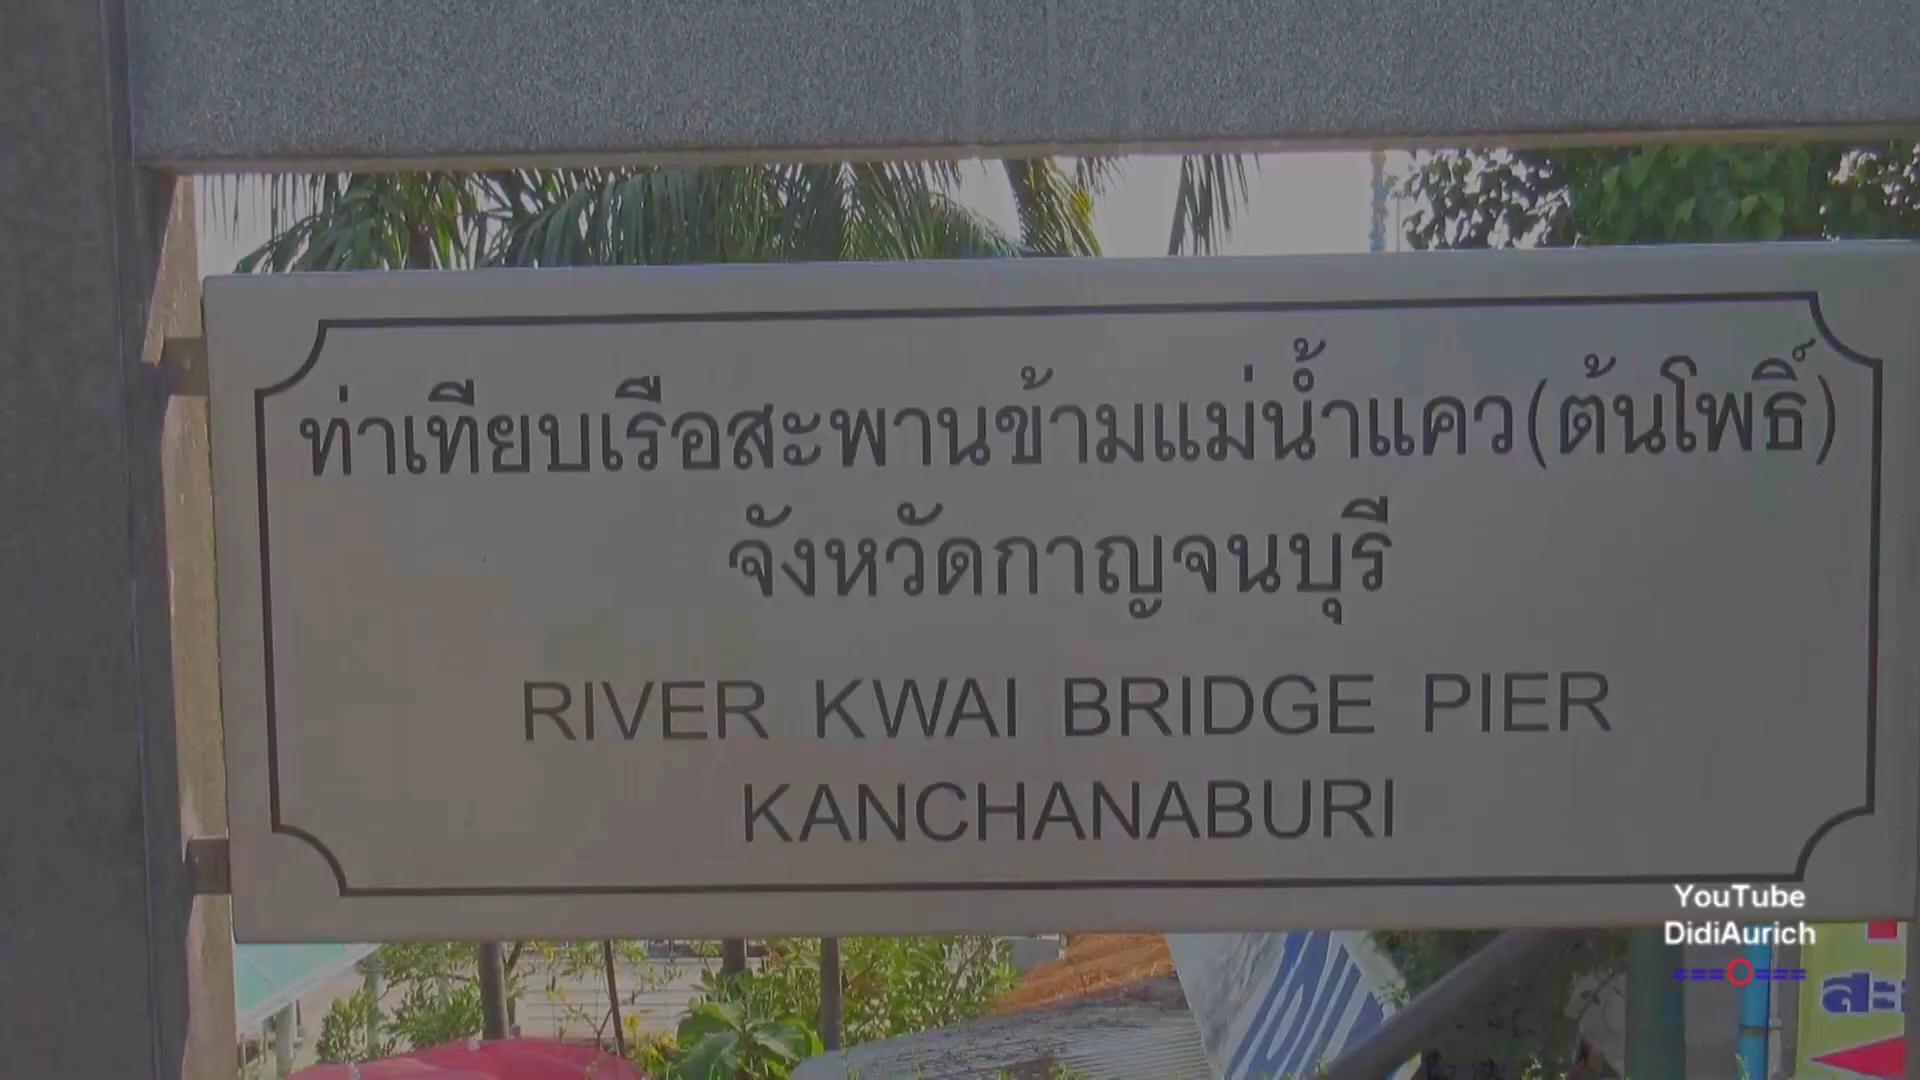 ท่าเทียบเรือสะพานข้ามแม่น้ำแคว(ต้นโพธิ์)
จังหวัดกาญจนบุรี
RIVER KWAI BRIDGE PIER
KANCHANABURI
YouTube
DidiAurich
===O===